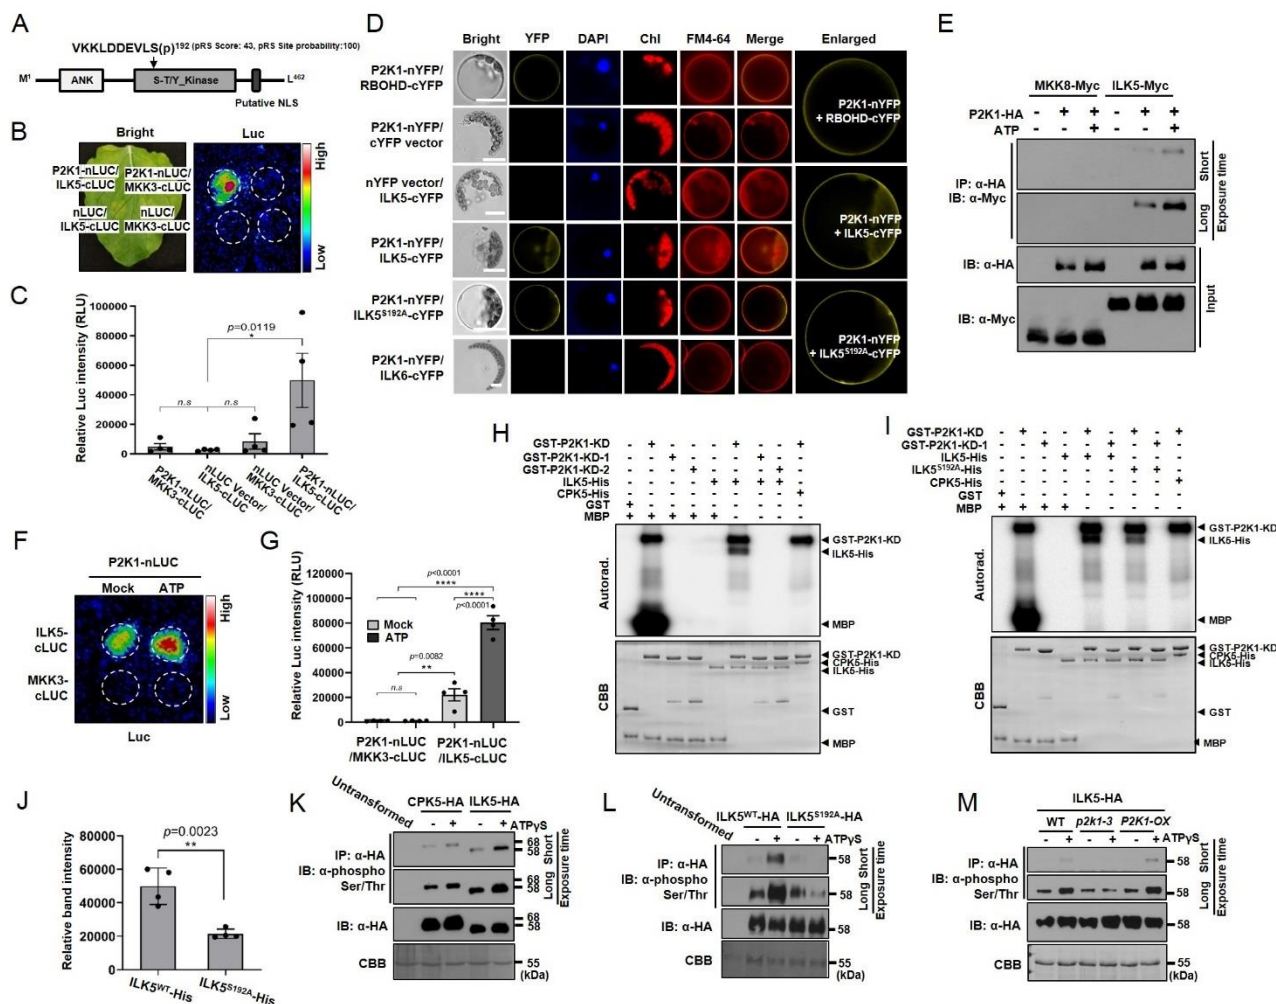 A
VKKLDDEVLS(p)192 (pRS Score: 43, pRS Site probability:100)
M1
ANK
S-T/Y_Kinase
L462
Putative NLS
B
Bright
Luc
P2K1-nLUC/
ILK5-cLUC
P2K1-nLUC/
MKK3-cLUC
nLUC/
ILK5-cLUC
nLUC/
MKK3-cLUC
High
Low
C
Relative Luc intensity (RLU)
100000
80000
60000
40000
20000
0
p=0.0119
*
n.s
n.s
P2K1-nLUC/
MKK3-cLUC
nLUC Vector/
ILK5-cLUC
nLUC Vector/
MKK3-cLUC
P2K1-nLUC/
ILK5-cLUC
D
Bright
YFP
DAPI
Chl
FM4-64
Merge
Enlarged
P2K1-nYFP/
RBOHD-cYFP
P2K1-nYFP/
cYFP vector
nYFP vector/
ILK5-cYFP
P2K1-nYFP/
ILK5-cYFP
P2K1-nYFP/
ILK5S192A-cYFP
P2K1-nYFP/
ILK6-cYFP
P2K1-nYFP
+ RBOHD-cYFP
P2K1-nYFP
+ ILK5-cYFP
P2K1-nYFP
+ ILK5S192A-cYFP
E
MKK8-Myc ILK5-Myc
P2K1-HA - + + - + +
ATP + +
IP: α-HA
IB: α-Myc
Short
Long
Exposure time
IB: α-HA
IB: α-Myc
Input
F
P2K1-nLUC
Mock ATP
ILK5-
cLUC
MKK3-
cLUC
Luc
High
Low
G
Relative Luc intensity (RLU)
120000
100000
80000
60000
40000
20000
0
p<0.0001
****
****
p<0.0001
Mock
ATP
p=0.0082
**
n.s
P2K1-nLUC
/MKK3-cLUC
P2K1-nLUC
/ILK5-cLUC
H
GST-P2K1-KD - + - - - + - - +
GST-P2K1-KD-1 - - + - - - + - -
GST-P2K1-KD-2 - - - + - - - + -
ILK5-His - - - - + + + + -
CPK5-His - - - - - - - - +
GST + - - - - - - - -
MBP + + + + + - - - -
Autorad.
GST-P2K1-KD
ILK5-His
MBP
CBB
GST-P2K1-KD
CPK5-His
ILK5-His
GST
MBP
I
GST-P2K1-KD - + - - + - + - +
GST-P2K1-KD-1 - - + - - + - + -
ILK5-His - - - + + + - - -
ILK5S192A-His - - - - - - + + -
CPK5-His - - - - - - - - +
GST + - - - - - - - -
MBP + + + + - - - - -
Autorad.
GST-P2K1-KD
ILK5-His
MBP
CBB
GST-P2K1-KD
CPK5-His
ILK5-His
GST
MBP
J
Relative band intensity
80000
60000
40000
20000
0
p=0.0023
**
ILK5WT-His
ILK5S192A-His
K
Untransformed
CPK5-HA ILK5-HA
- + - + ATPγS
IP: α-HA
IB: α-phospho
Ser/Thr
68
58
68
58
Short
Long
Exposure time
IB: α-HA
68
58
CBB
55
(kDa)
L
Untransformed
ILK5WT-HA ILK5S192A-HA
- + - + ATPγS
IP: α-HA
IB: α-phospho
Ser/Thr
58
58
Short
Long
Exposure time
IB: α-HA
58
CBB
55
(kDa)
M
ILK5-HA
WT p2k1-3 P2K1-OX
- + - + - + ATPγS
IP: α-HA
IB: α-phospho
Ser/Thr
58
58
Short
Long
Exposure time
IB: α-HA
58
CBB
55
(kDa)